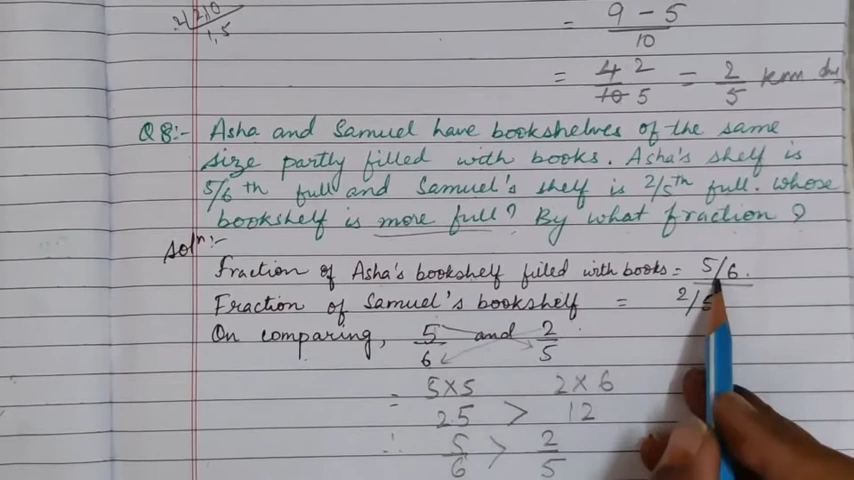 = 9 - 5 / 10
= 4 2 / 10 5 = 2/5 km
Q8:- Asha and Samuel have bookshelves of the same
size partly filled with books. Asha's shelf is
5/6 th full and Samuel's shelf is 2/5th full. Whose
bookshelf is more full? By what fraction?
Solⁿ:-
Fraction of Asha's bookshelf filled with books = 5/6.
Fraction of Samuel's bookshelf = 2/5
On comparing, 5/6 and 2/5
= 5×5 2×6
25 > 12
∴ 5/6 > 2/5